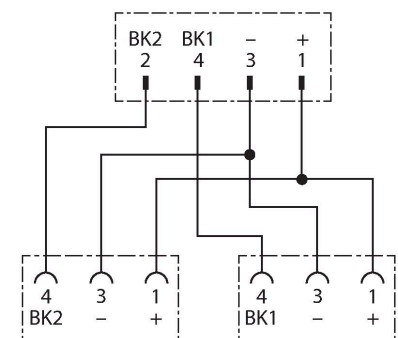 BK2 BK1 – +
2 4 3 1
4 3 1 4 3 1
BK2 – + BK1 – +